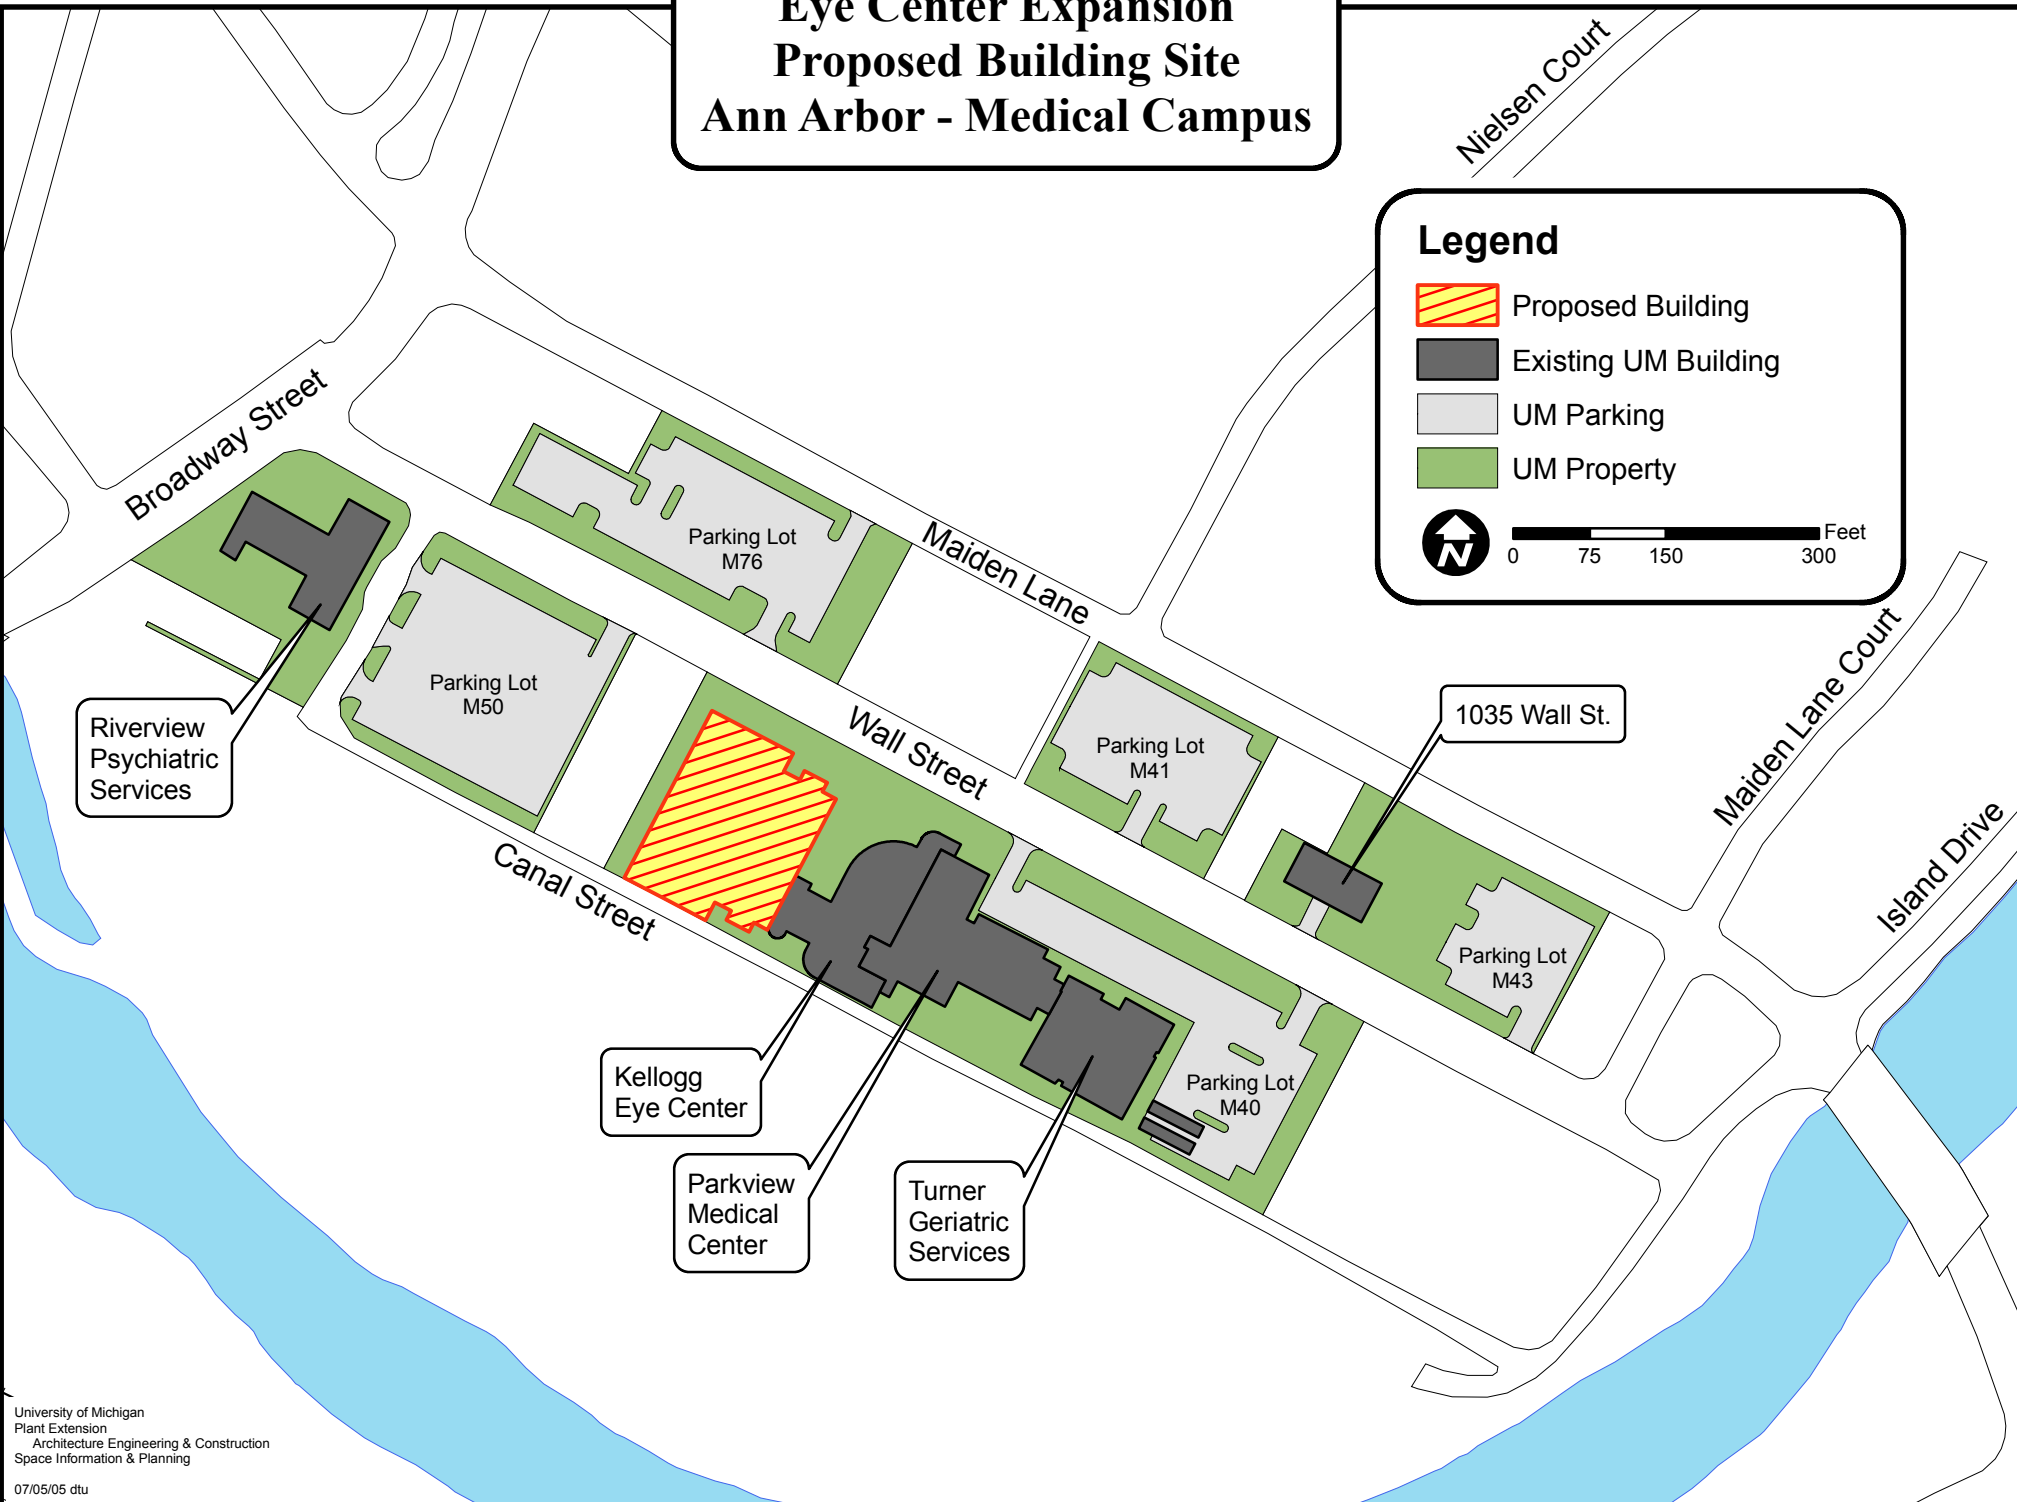 Eye Center Expansion
Proposed Building Site
Ann Arbor - Medical Campus
Nielsen Court
Legend
Proposed Building
Existing UM Building
UM Parking
UM Property
N
Feet
0 75 150 300
Broadway Street
Parking Lot
M76
Maiden Lane
Maiden Lane Court
Parking Lot
M50
Riverview
Psychiatric
Services
Wall Street
Parking Lot
M41
1035 Wall St.
Island Drive
Canal Street
Parking Lot
M43
Kellogg
Eye Center
Parking Lot
M40
Parkview
Medical
Center
Turner
Geriatric
Services
University of Michigan
Plant Extension
Architecture Engineering & Construction
Space Information & Planning
07/05/05 dtu